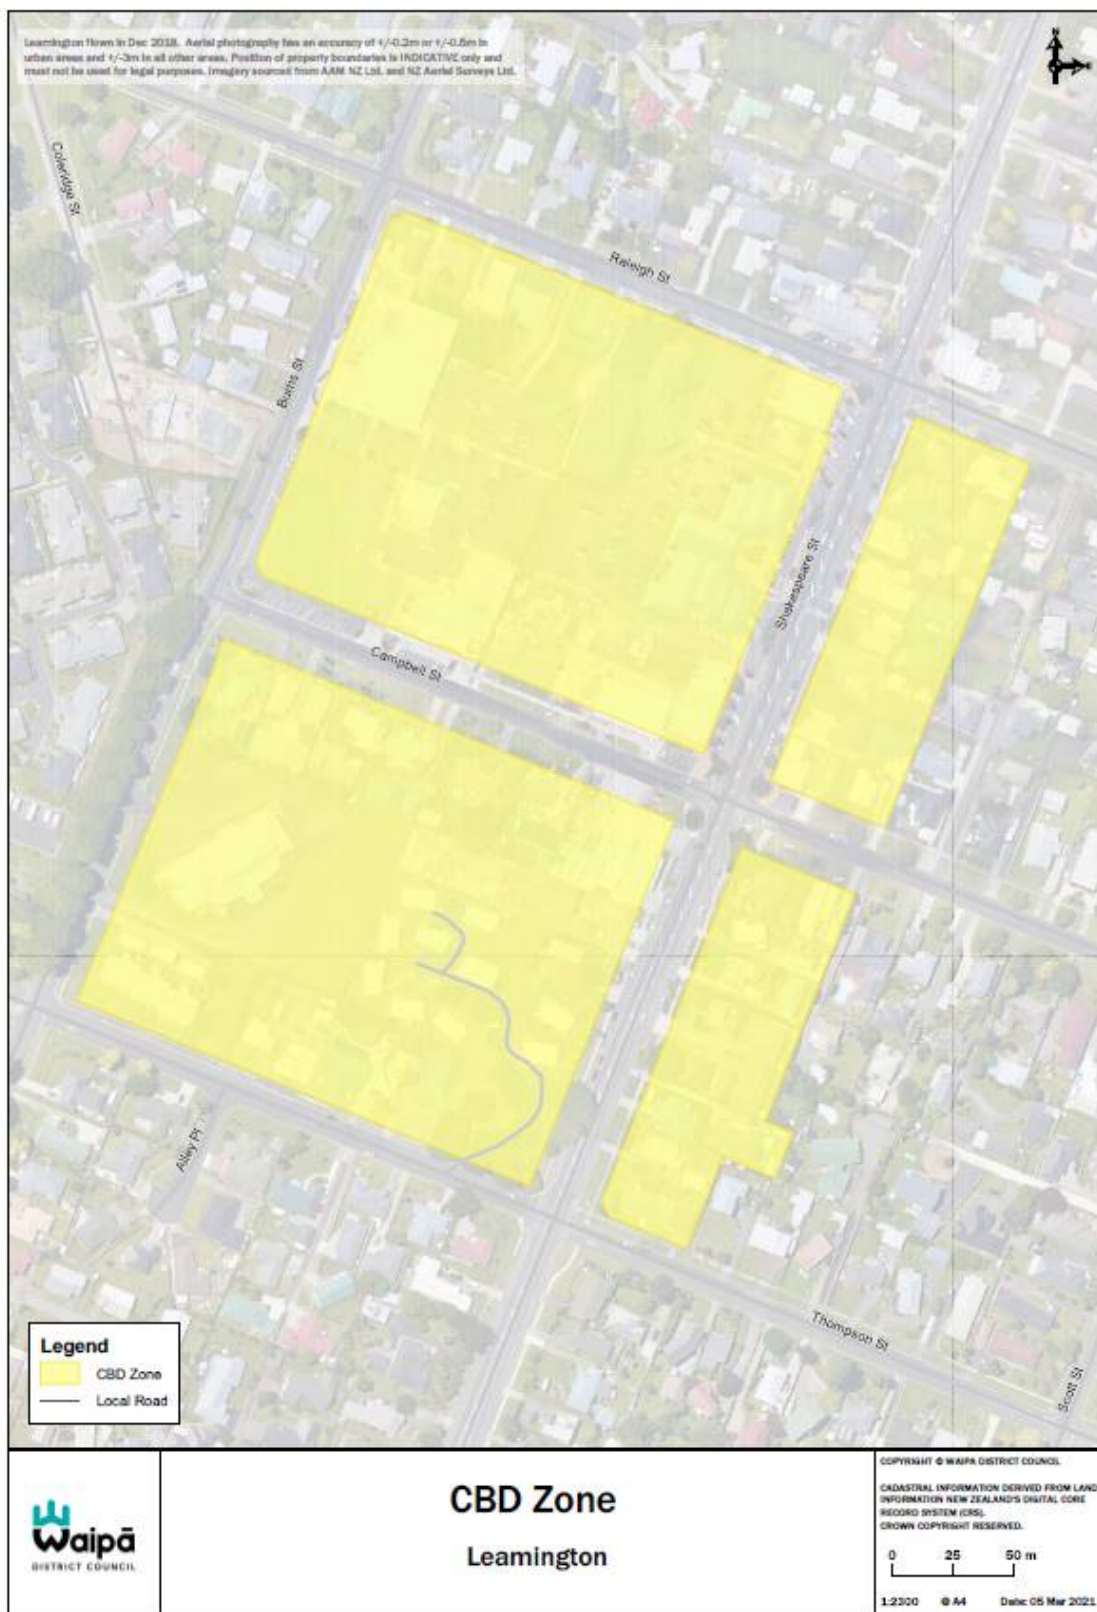 Leamington flown in Dec 2018. Aerial photography has an accuracy of +/-0.2m or +/-0.5m in
urban areas and +/-3m in all other areas. Position of property boundaries is INDICATIVE only and
must not be used for legal purposes. Imagery sourced from AAM NZ Ltd. and NZ Aerial Surveys Ltd.
N
Coleridge St
Raleigh St
Burns St
Shakespeare St
Campbell St
Alley Pl
Thompson St
Scott St
Legend
CBD Zone
Local Road
Waipā
DISTRICT COUNCIL
CBD Zone
Leamington
COPYRIGHT © WAIPA DISTRICT COUNCIL
CADASTRAL INFORMATION DERIVED FROM LAND
INFORMATION NEW ZEALAND'S DIGITAL CORE
RECORD SYSTEM (CRS).
CROWN COPYRIGHT RESERVED.
0 25 50 m
1:2300 @ A4 Date: 05 Mar 2021